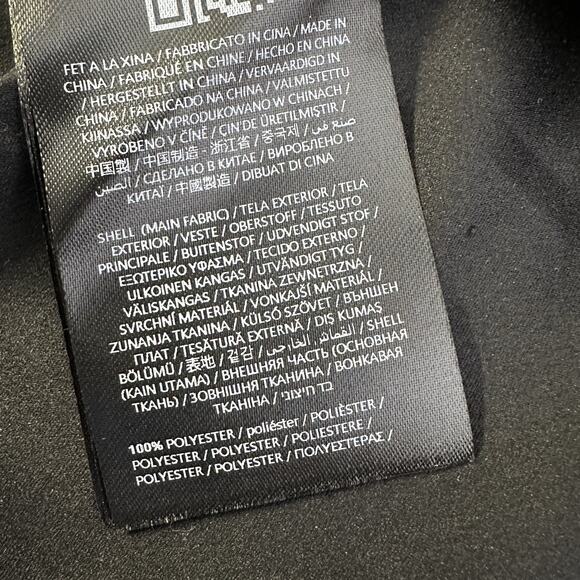 FET A LA XINA / FABBRICATO IN CINA / MADE IN
CHINA / FABRIQUÉ EN CHINE / HECHO EN CHINA
/ HERGESTELLT IN CHINA / VERVAARDIGD IN
CHINA / FABRICADO NA CHINA / VALMISTETTU
KIINASSA / WYPRODUKOWANO W CHINACH /
VYROBENO V ČÍNĚ / ÇİN'DE ÜRETİLMİŞTİR /
中国製 / 中国制造 - 浙江省 / 중국제 / صنع في
الصين / СДЕЛАНО В КИТАЕ / ВИРОБЛЕНО В
КИТАЇ / 中國製造 / DIBUAT DI CINA
SHELL (MAIN FABRIC) / TELA EXTERIOR / TELA
EXTERIOR / VESTE / OBERSTOFF / TESSUTO
PRINCIPALE / BUITENSTOF / UDVENDIGT STOF /
ΕΞΩΤΕΡΙΚΟ ΥΦΑΣΜΑ / TECIDO EXTERNO /
ULKOINEN KANGAS / UTVÄNDIGT TYG /
VÄLISKANGAS / TKANINA ZEWNĘTRZNA /
SVRCHNÍ MATERIÁL / VONKAJŠÍ MATERIÁL /
ZUNANJA TKANINA / KÜLSŐ SZÖVET / ВЪНШЕН
ПЛАТ / ȚESĂTURĂ EXTERNĂ / DIŞ KUMAŞ
BÖLÜMÜ / 表地 / 겉감 / القماش الخارجي / SHELL
(KAIN UTAMA) / ВНЕШНЯЯ ЧАСТЬ (ОСНОВНАЯ
ТКАНЬ) / ЗОВНІШНЯ ТКАНИНА / ВОНКАВАЯ
ТКАНІНА / בד חיצוני
100% POLYESTER / poliéster / POLIÈSTER /
POLYESTER / POLYESTER / POLIESTERE /
POLYESTER / POLYESTER / ΠΟΛΥΕΣΤΕΡΑΣ /